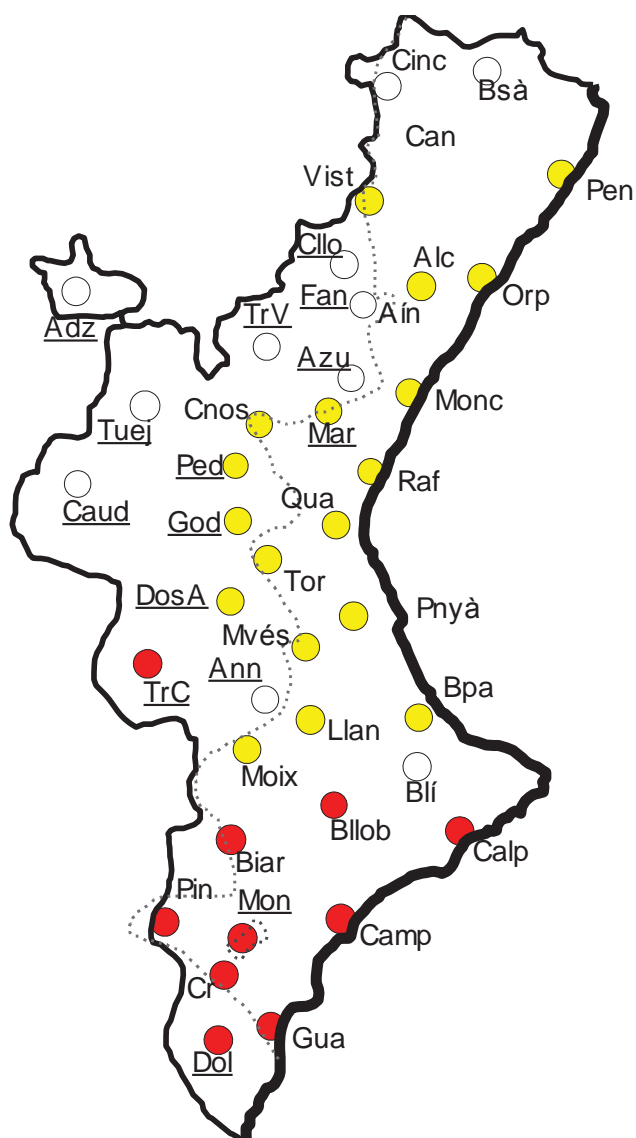 Cinc
Bsà
Can
Vist
Pen
Cllo
Alc
Orp
Fan
Aín
Adz
TrV
Azu
Monc
Cnos
Mar
Tuej
Ped
Raf
Caud
Qua
God
Tor
DosA
Pnyà
Mvés
Ann
TrC
Bpa
Llan
Moix
Blí
Bllob
Calp
Biar
Pin
Mon
Camp
Cr
Gua
Dol